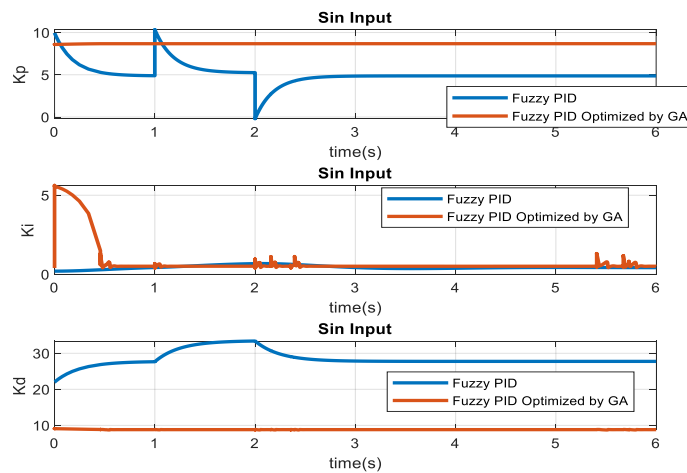 Sin Input
10
5
0
Kp
Fuzzy PID
Fuzzy PID Optimized by GA
0 1 2 3 4 5 6
time(s)
Sin Input
5
0
Ki
Fuzzy PID
Fuzzy PID Optimized by GA
0 1 2 3 4 5 6
time(s)
Sin Input
30
20
10
Kd
Fuzzy PID
Fuzzy PID Optimized by GA
0 1 2 3 4 5 6
time(s)